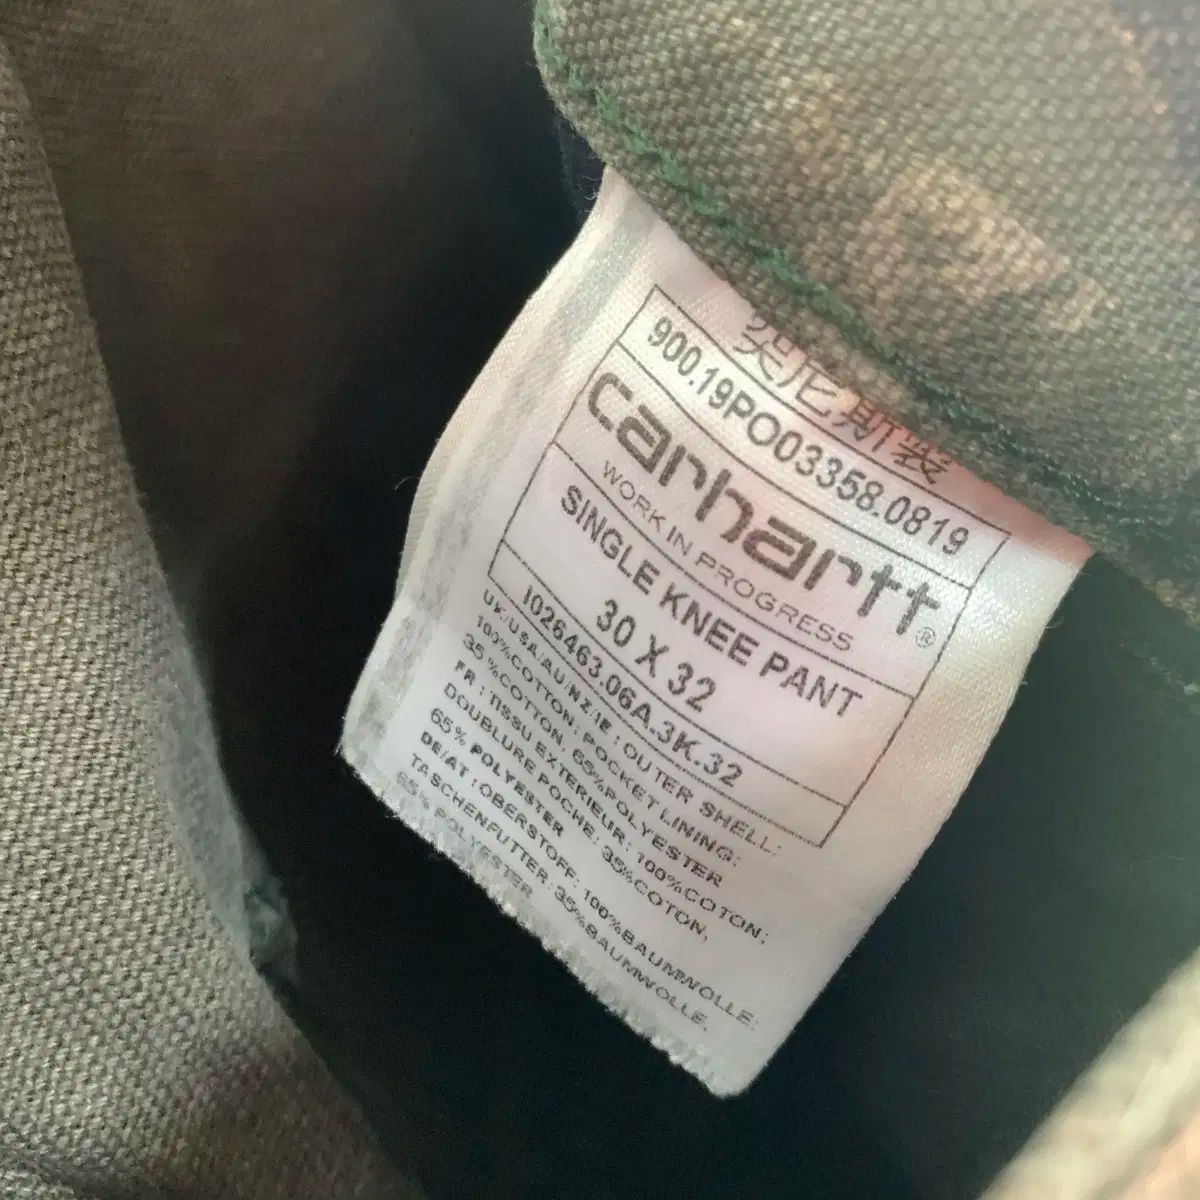 突尼斯製
900.19PO03358.0819
carhartt®
WORK IN PROGRESS
SINGLE KNEE PANT
30 X 32
I026463.06A.3K.32
UK/USA/AU/NZ/IE : OUTER SHELL:
100%COTTON: POCKET LINING:
35 %COTTON, 65%POLYESTER
FR : TISSU EXTERIEUR: 100%COTON;
DOUBLURE POCHE: 35%COTON,
65% POLYESTER
DE/AT : OBERSTOFF: 100%BAUMWOLLE:
TASCHENFUTTER: 35%BAUMWOLLE,
65% POLYESTER